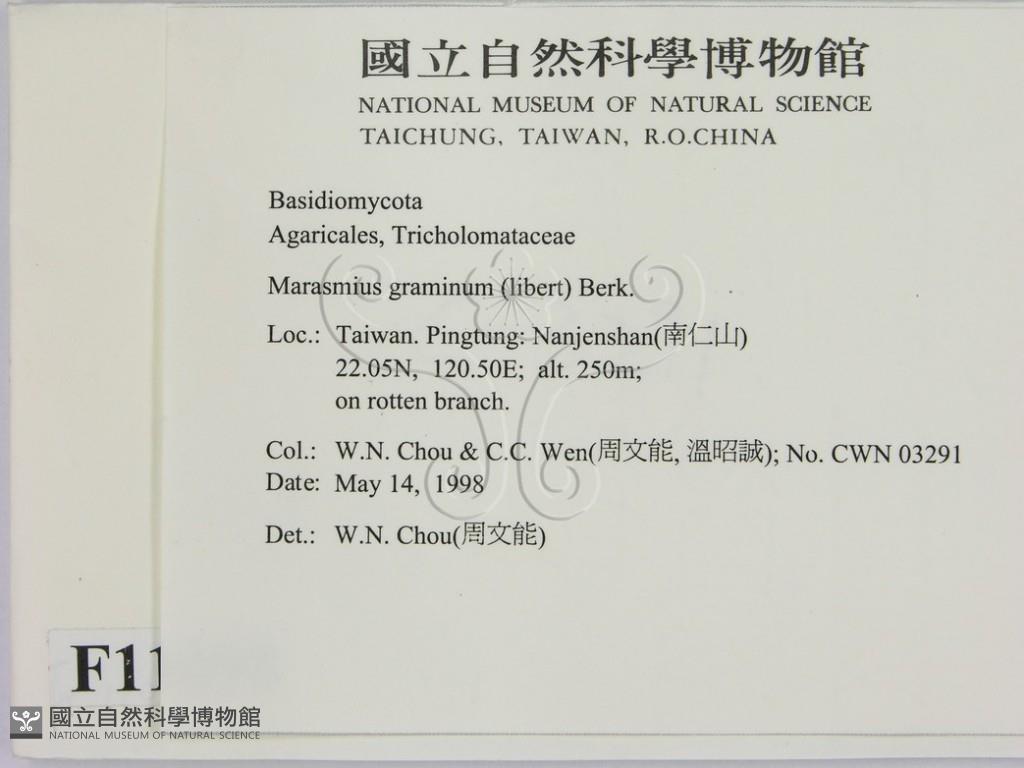 國立自然科學博物館
NATIONAL MUSEUM OF NATURAL SCIENCE
TAICHUNG, TAIWAN, R.O.CHINA
Basidiomycota
Agaricales, Tricholomataceae
Marasmius graminum (libert) Berk.
Loc.: Taiwan. Pingtung: Nanjenshan(南仁山)
22.05N, 120.50E; alt. 250m;
on rotten branch.
Col.: W.N. Chou & C.C. Wen(周文能, 溫昭誠); No. CWN 03291
Date: May 14, 1998
Det.: W.N. Chou(周文能)
國立自然科學博物館
NATIONAL MUSEUM OF NATURAL SCIENCE